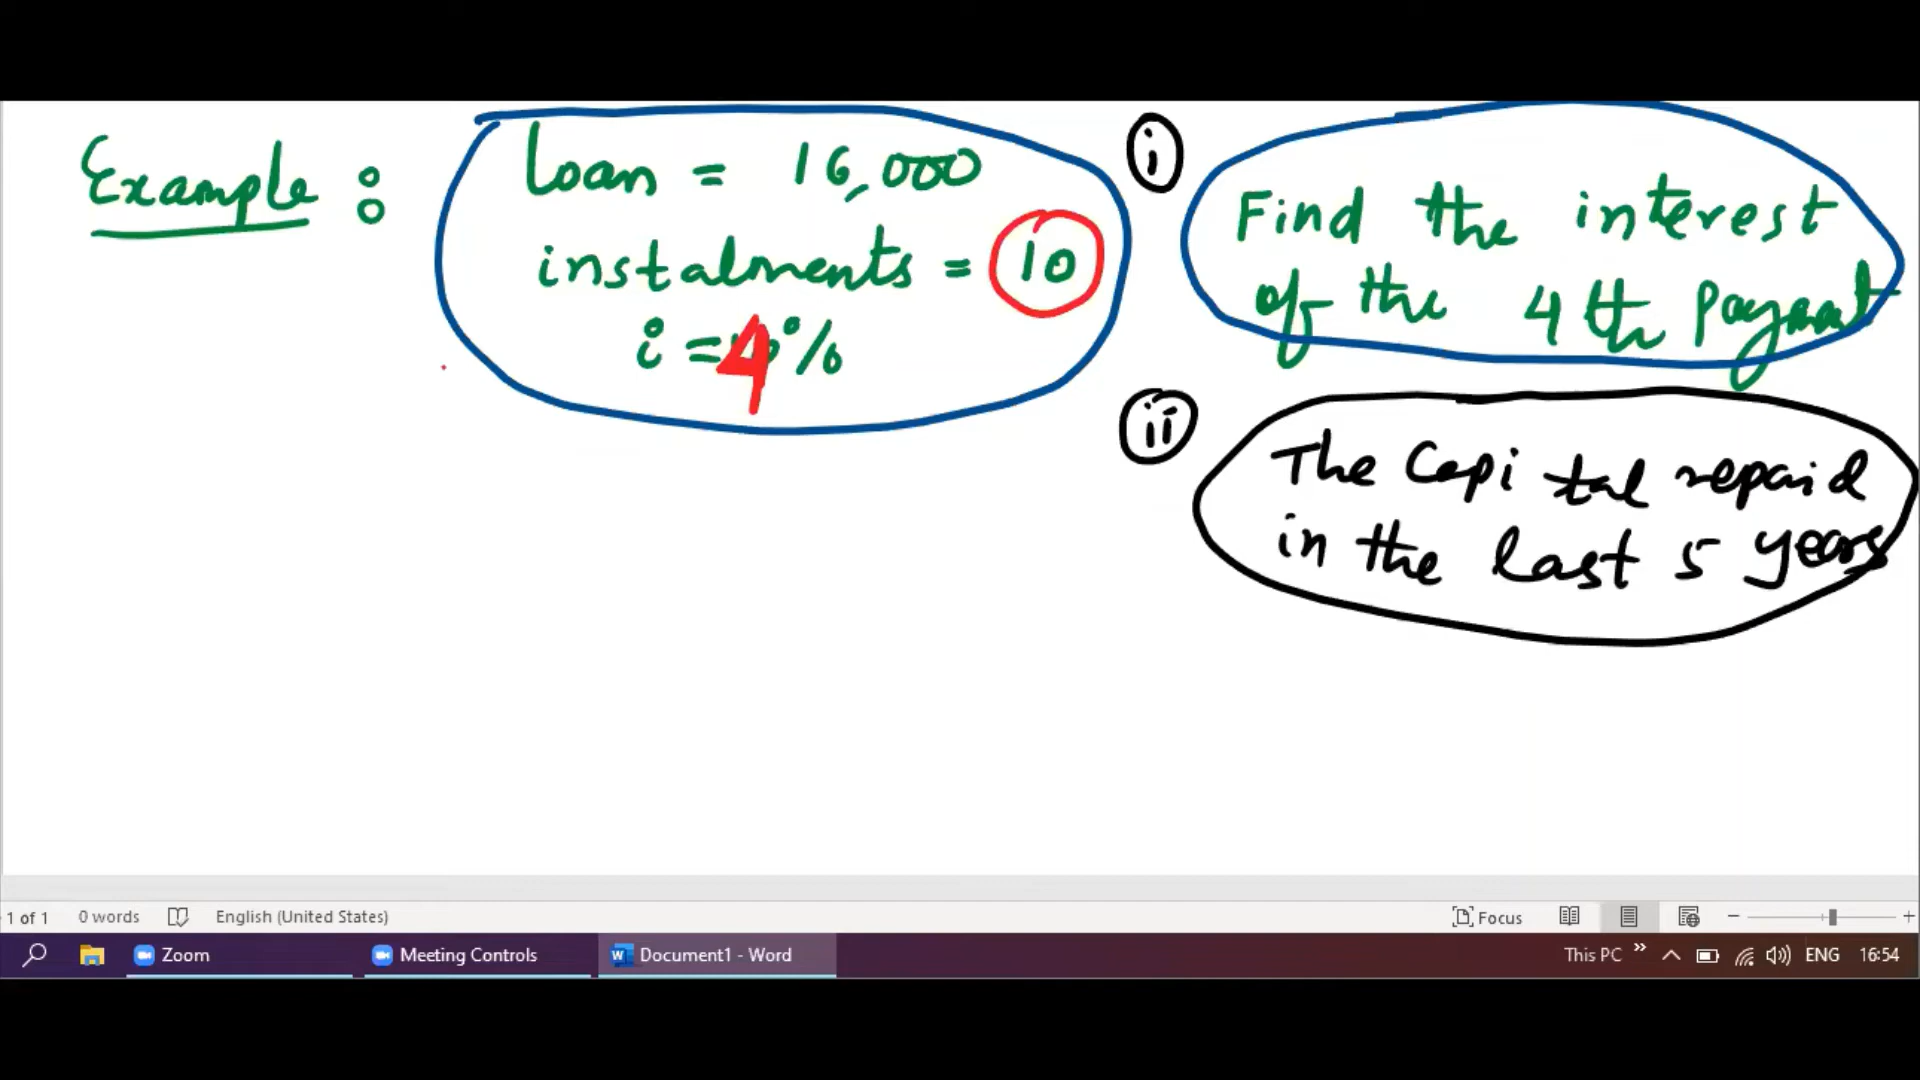 Example :
Loan = 16,000
instalments = 10
i = 4%
i
Find the interest
of the 4th Payment
ii
The Capital repaid
in the last 5 years
1 of 1 0 words English (United States) Focus
Zoom Meeting Controls Document1 - Word This PC ENG 16:54